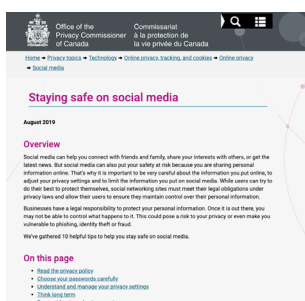 Office of the
Privacy Commissioner
of Canada
Commissariat
à la protection de
la vie privée du Canada
Home → Privacy topics → Technology → Online privacy, tracking, and cookies → Online privacy
→ Social media
Staying safe on social media
August 2019
Overview
Social media can help you connect with friends and family, share your interests with others, or get the
latest news. But social media can also put your safety at risk because you are sharing personal
information online. That's why it is important to be very careful about the information you put online, to
adjust your privacy settings and to limit the information you put on social media. While users can try to
do their best to protect themselves, social networking sites must meet their legal obligations under
privacy laws and allow their users to ensure they maintain control over their personal information.
Businesses have a legal responsibility to protect your personal information. Once it is out there, you
may not be able to control what happens to it. This could pose a risk to your privacy or even make you
vulnerable to phishing, identity theft or fraud.
We've gathered 10 helpful tips to help you stay safe on social media.
On this page
Read the privacy policy
Choose your passwords carefully
Understand and manage your privacy settings
Think long term